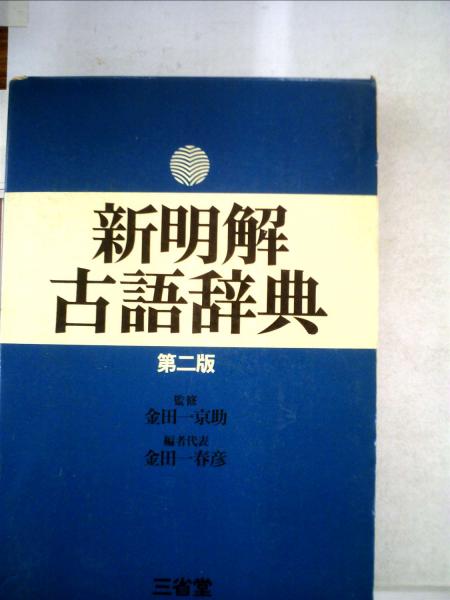 新明解
古語辞典
第二版
監修
金田一京助
編者代表
金田一春彦
三省堂